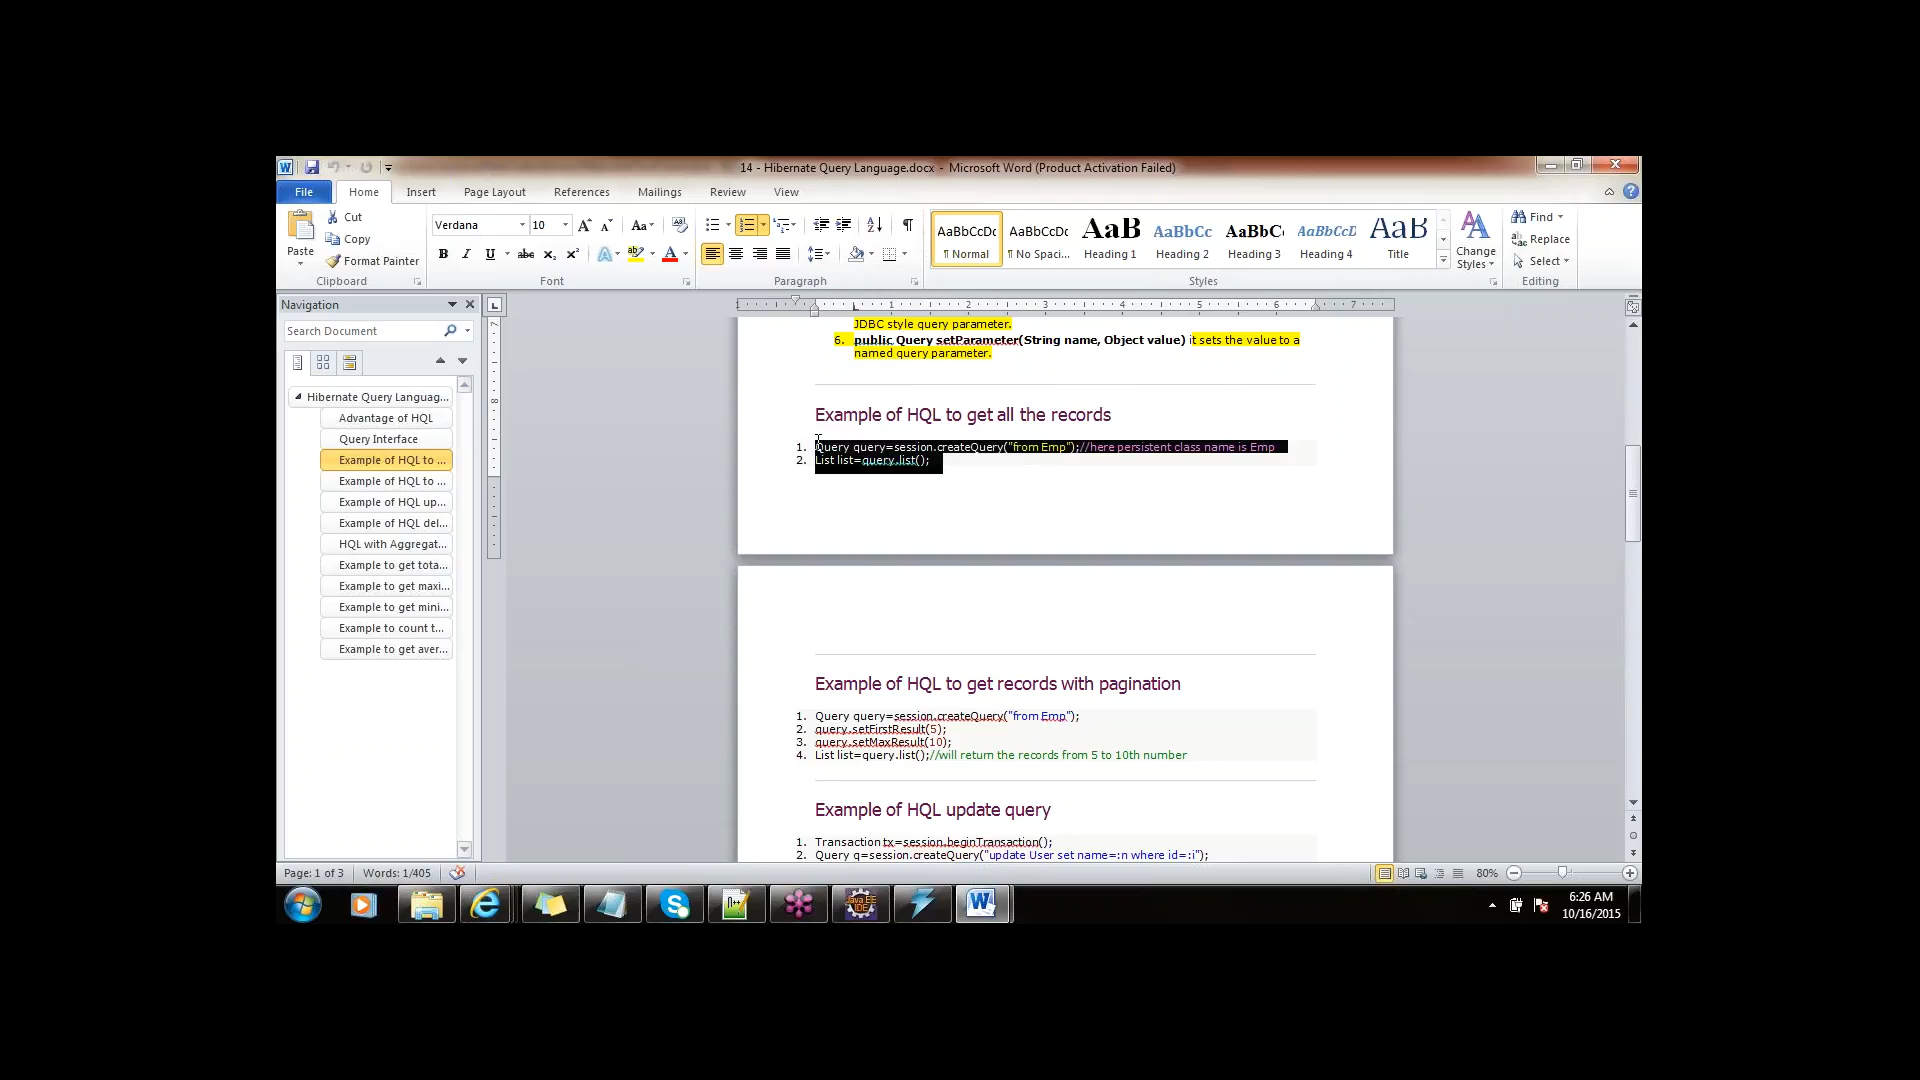 14 - Hibernate Query Language.docx - Microsoft Word (Product Activation Failed)
File Home Insert Page Layout References Mailings Review View
Paste
Cut
Copy
Format Painter
Clipboard
Verdana 10
Font
Paragraph
AaBbCcDc AaBbCcDc AaB AaBbCc AaBbC AaBbCcD AaB
¶ Normal ¶ No Spaci... Heading 1 Heading 2 Heading 3 Heading 4 Title
Styles
Change Styles
Find
Replace
Select
Editing
Navigation
Search Document
Hibernate Query Languag...
Advantage of HQL
Query Interface
Example of HQL to ...
Example of HQL to ...
Example of HQL up...
Example of HQL del...
HQL with Aggregat...
Example to get tota...
Example to get maxi...
Example to get mini...
Example to count t...
Example to get aver...
1 1 2 3 4 5 6 7
JDBC style query parameter.
6. public Query setParameter(String name, Object value) it sets the value to a
named query parameter.
Example of HQL to get all the records
1. Query query=session.createQuery("from Emp");//here persistent class name is Emp
2. List list=query.list();
Example of HQL to get records with pagination
1. Query query=session.createQuery("from Emp");
2. query.setFirstResult(5);
3. query.setMaxResult(10);
4. List list=query.list();//will return the records from 5 to 10th number
Example of HQL update query
1. Transaction tx=session.beginTransaction();
2. Query q=session.createQuery("update User set name=:n where id=:i");
Page: 1 of 3 Words: 1/405 80%
6:26 AM
10/16/2015